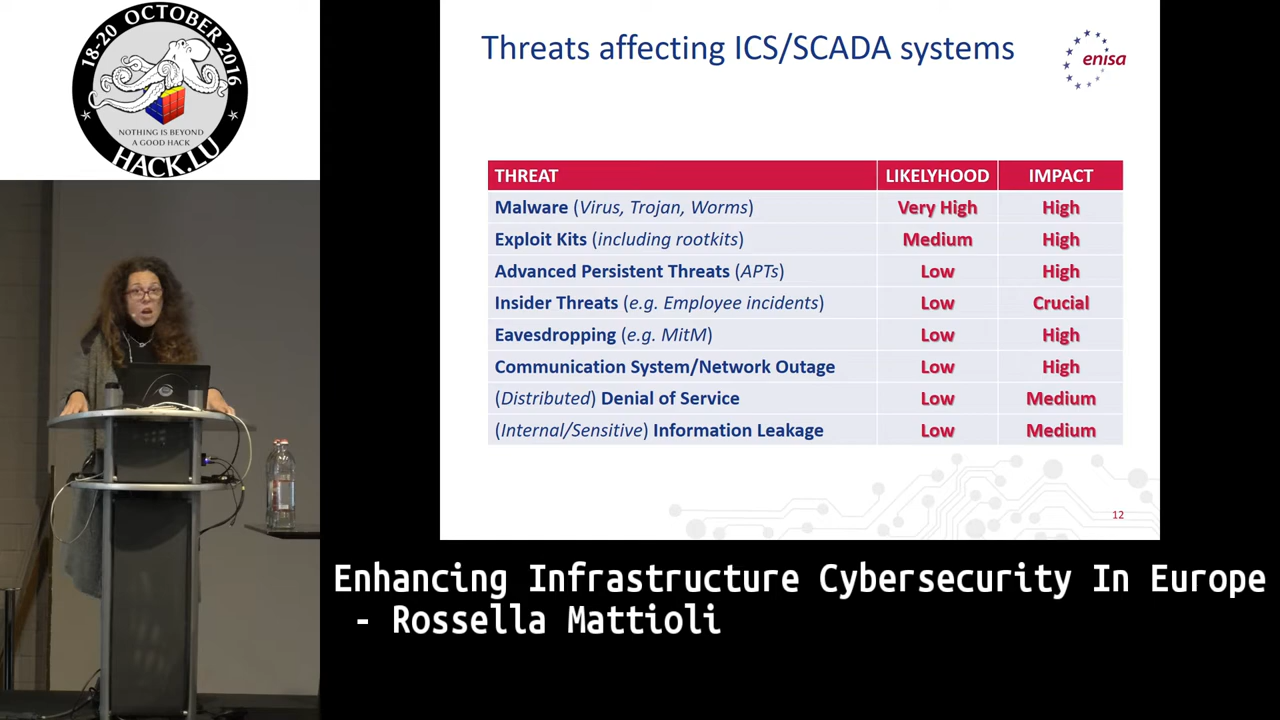 18-20 OCTOBER 2016
NOTHING IS BEYOND
A GOOD HACK
HACK.LU
Threats affecting ICS/SCADA systems
enisa
THREAT LIKELYHOOD IMPACT
Malware (Virus, Trojan, Worms) Very High High
Exploit Kits (including rootkits) Medium High
Advanced Persistent Threats (APTs) Low High
Insider Threats (e.g. Employee incidents) Low Crucial
Eavesdropping (e.g. MitM) Low High
Communication System/Network Outage Low High
(Distributed) Denial of Service Low Medium
(Internal/Sensitive) Information Leakage Low Medium
12
Enhancing Infrastructure Cybersecurity In Europe
- Rossella Mattioli